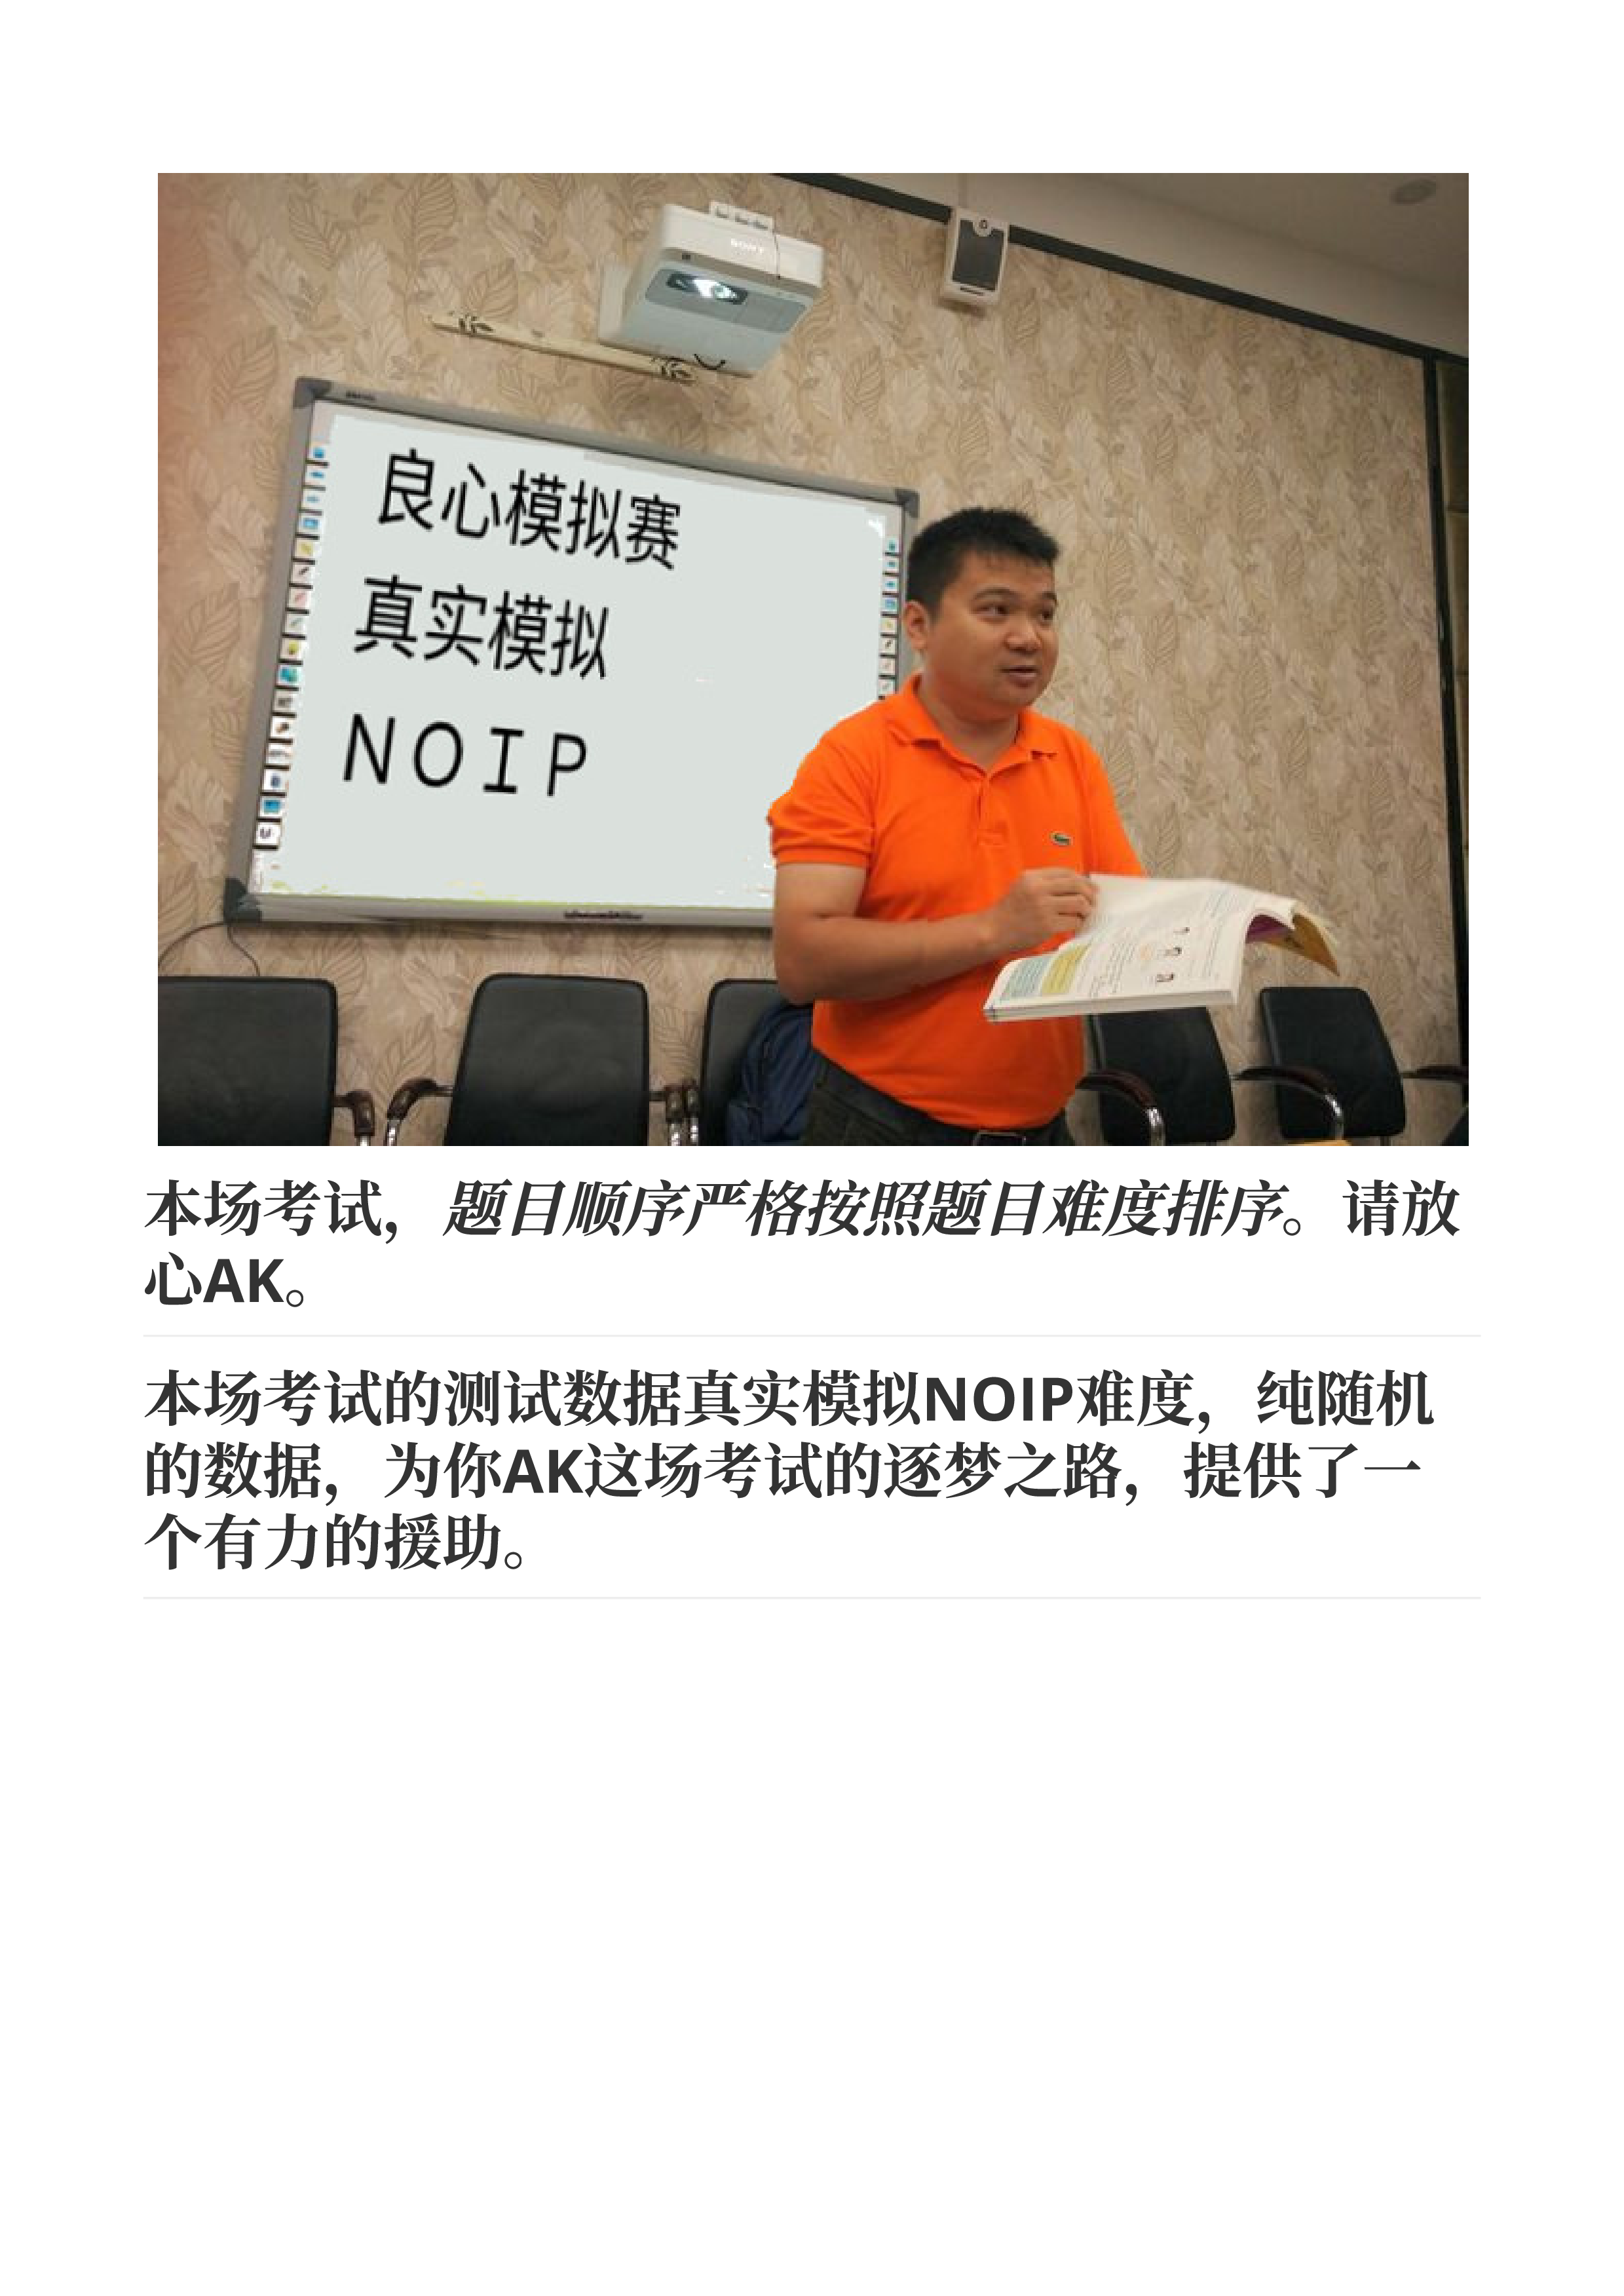 SONY
良心模拟赛
真实模拟
NOIP
本场考试，题目顺序严格按照题目难度排序。请放
心AK。
本场考试的测试数据真实模拟NOIP难度，纯随机
的数据，为你AK这场考试的逐梦之路，提供了一
个有力的援助。